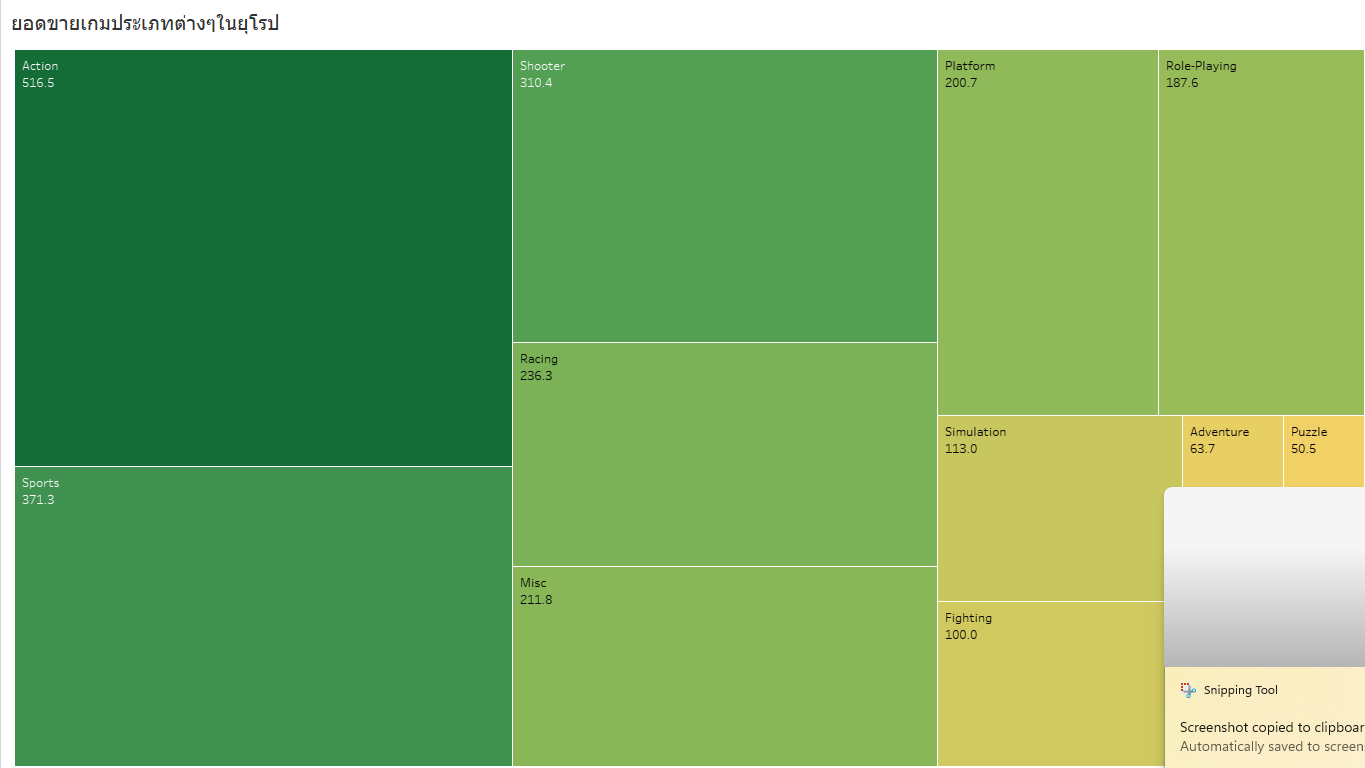 ยอดขายเกมประเภทต่างๆในยุโรป
Action
516.5
Shooter
310.4
Platform
200.7
Role-Playing
187.6
Racing
236.3
Simulation
113.0
Adventure
63.7
Puzzle
50.5
Sports
371.3
Misc
211.8
Fighting
100.0
Snipping Tool
Screenshot copied to
Automatically saved to